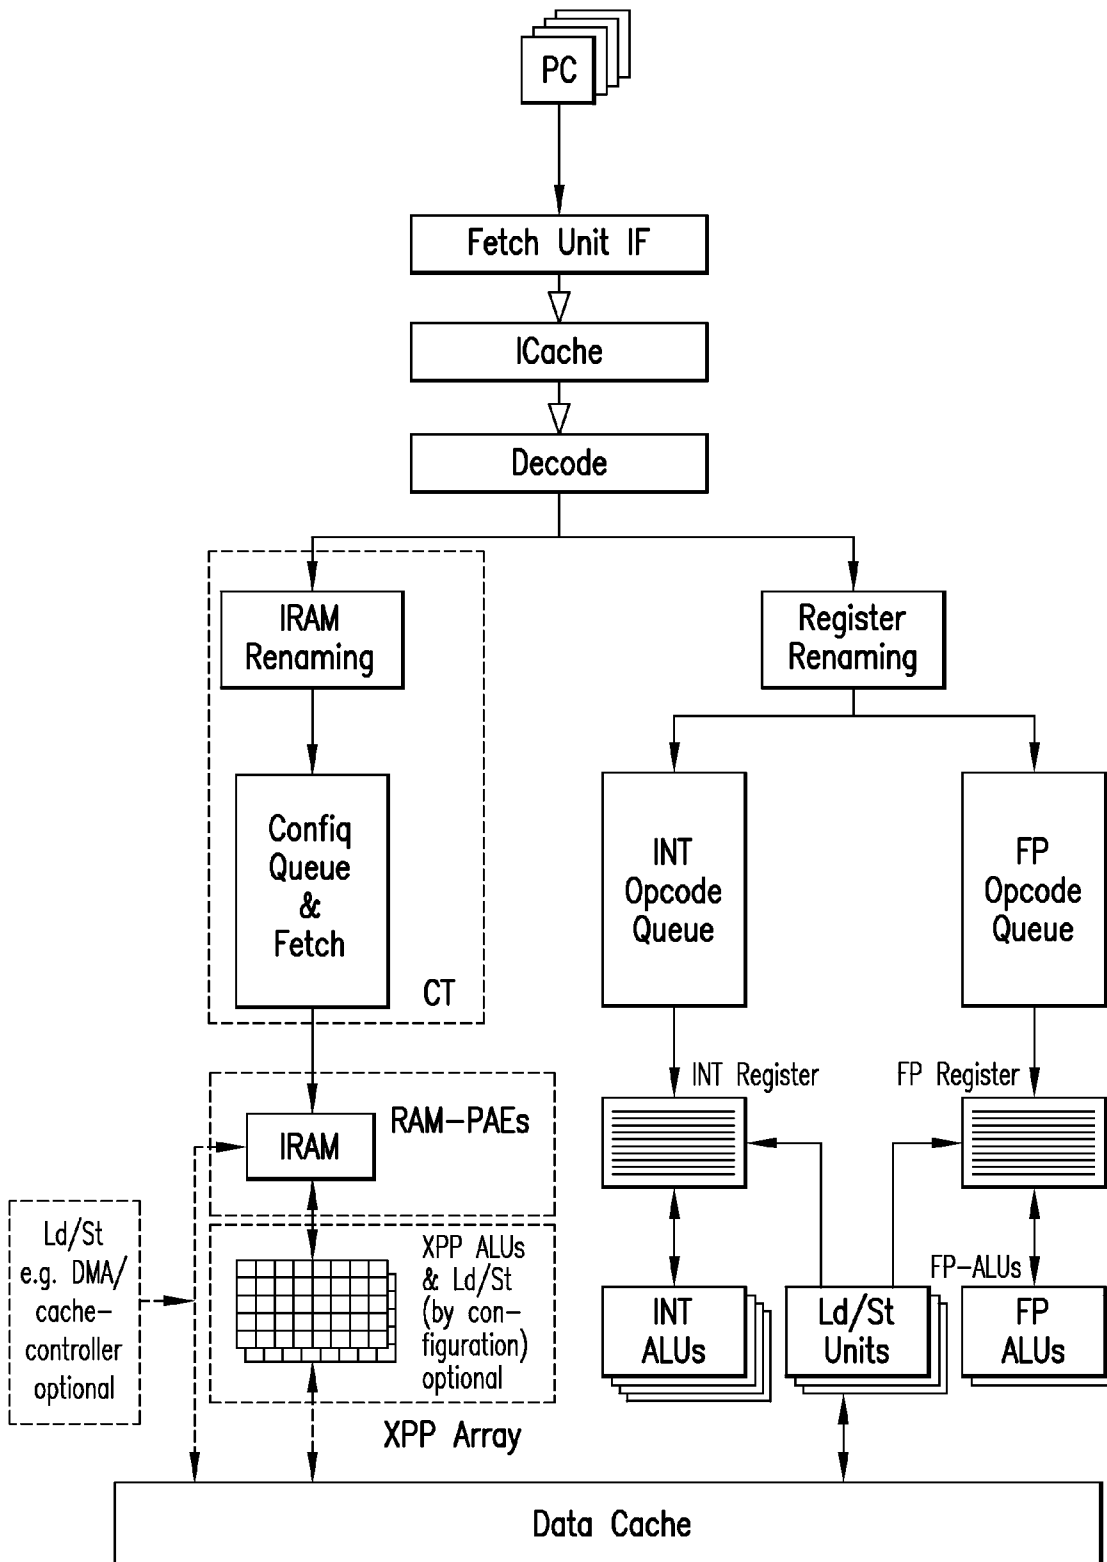 PC
Fetch Unit IF
ICache
Decode
IRAM
Renaming
Register
Renaming
Confiq
Queue
&
Fetch
CT
INT
Opcode
Queue
FP
Opcode
Queue
INT Register
FP Register
RAM-PAEs
IRAM
Ld/St
e.g. DMA/
cache-
controller
optional
XPP ALUs
& Ld/St
(by con-
figuration)
optional
XPP Array
INT
ALUs
Ld/St
Units
FP-ALUs
FP
ALUs
Data Cache